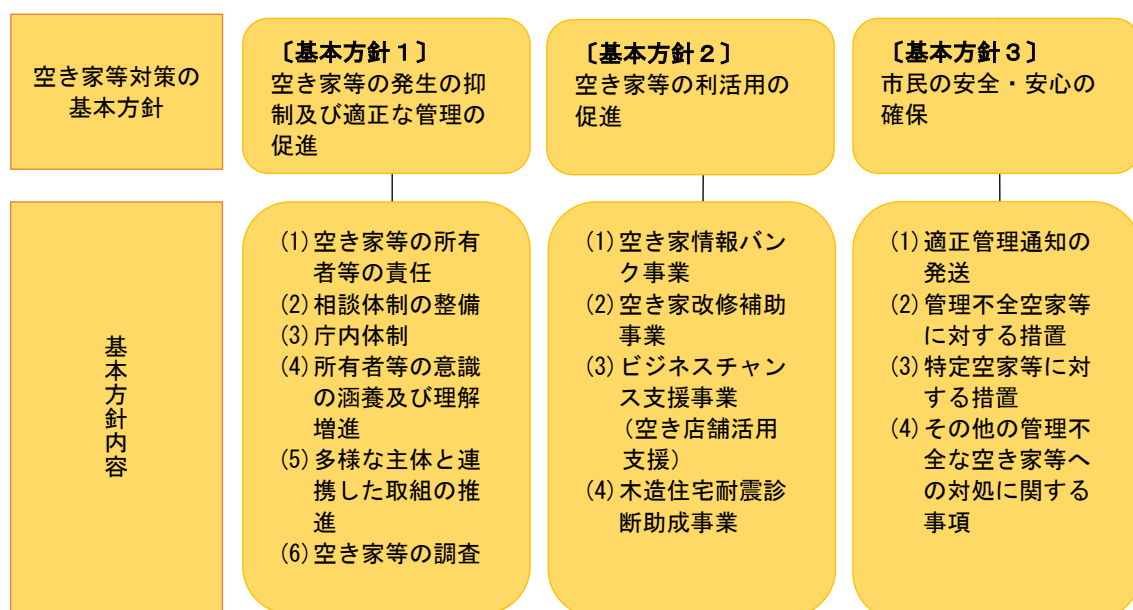 空き家等対策の
基本方針
〔基本方針１〕
空き家等の発生の抑
制及び適正な管理の
促進
〔基本方針２〕
空き家等の利活用の
促進
〔基本方針３〕
市民の安全・安心の
確保
基本方針内容
(1)空き家等の所有
者等の責任
(2)相談体制の整備
(3)庁内体制
(4)所有者等の意識
の涵養及び理解
増進
(5)多様な主体と連
携した取組の推
進
(6)空き家等の調査
(1)空き家情報バン
ク事業
(2)空き家改修補助
事業
(3)ビジネスチャン
ス支援事業
（空き店舗活用
支援）
(4)木造住宅耐震診
断助成事業
(1)適正管理通知の
発送
(2)管理不全空家等
に対する措置
(3)特定空家等に対
する措置
(4)その他の管理不
全な空き家等へ
の対処に関する
事項